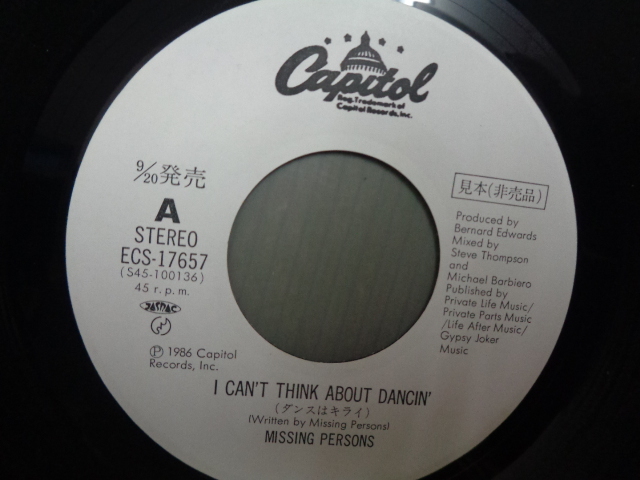 Capitol
Reg. Trademark of
Capitol Records, Inc.
9/20発売
A
STEREO
ECS-17657
(S45-100136)
45 r.p.m.
JASRAC
Ⓟ 1986 Capitol
Records, Inc.
見本(非売品)
Produced by
Bernard Edwards
Mixed by
Steve Thompson
and
Michael Barbiero
Published by
Private Life Music/
Private Parts Music
/Life After Music/
Gypsy Joker
Music
I CAN'T THINK ABOUT DANCIN'
(ダンスはキライ)
(Written by Missing Persons)
MISSING PERSONS